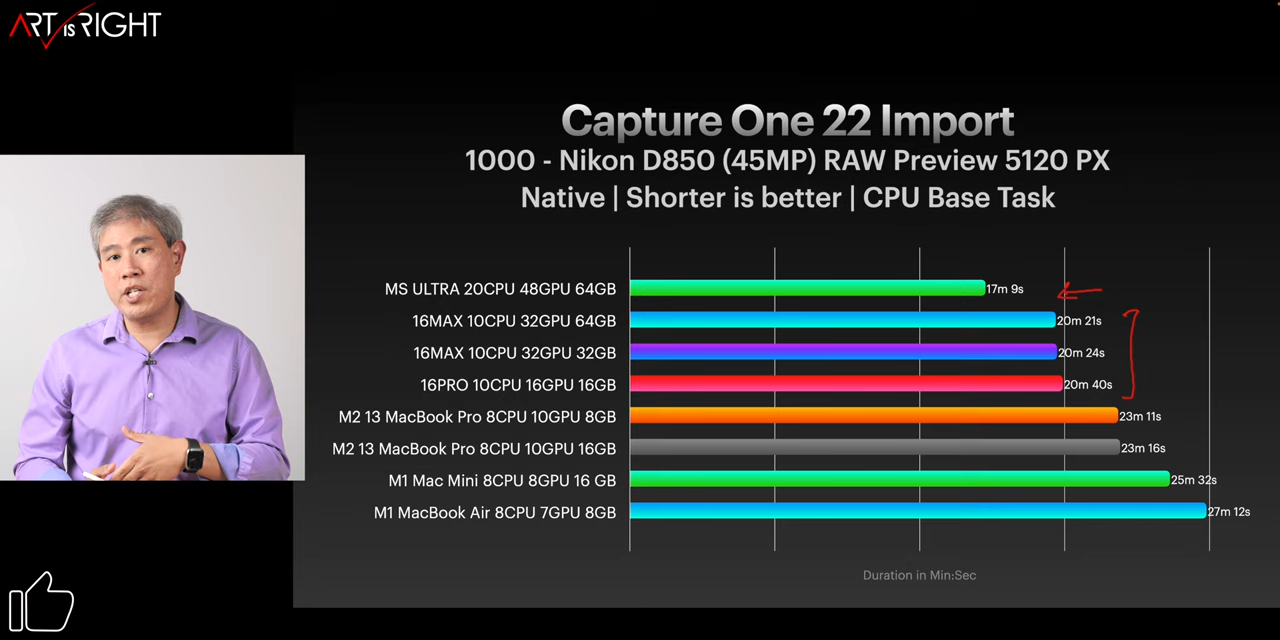 ART IS RIGHT
Capture One 22 Import
1000 - Nikon D850 (45MP) RAW Preview 5120 PX
Native | Shorter is better | CPU Base Task
MS ULTRA 20CPU 48GPU 64GB 17m 9s
16MAX 10CPU 32GPU 64GB 20m 21s
16MAX 10CPU 32GPU 32GB 20m 24s
16PRO 10CPU 16GPU 16GB 20m 40s
M2 13 MacBook Pro 8CPU 10GPU 8GB 23m 11s
M2 13 MacBook Pro 8CPU 10GPU 16GB 23m 16s
M1 Mac Mini 8CPU 8GPU 16 GB 25m 32s
M1 MacBook Air 8CPU 7GPU 8GB 27m 12s
Duration in Min:Sec